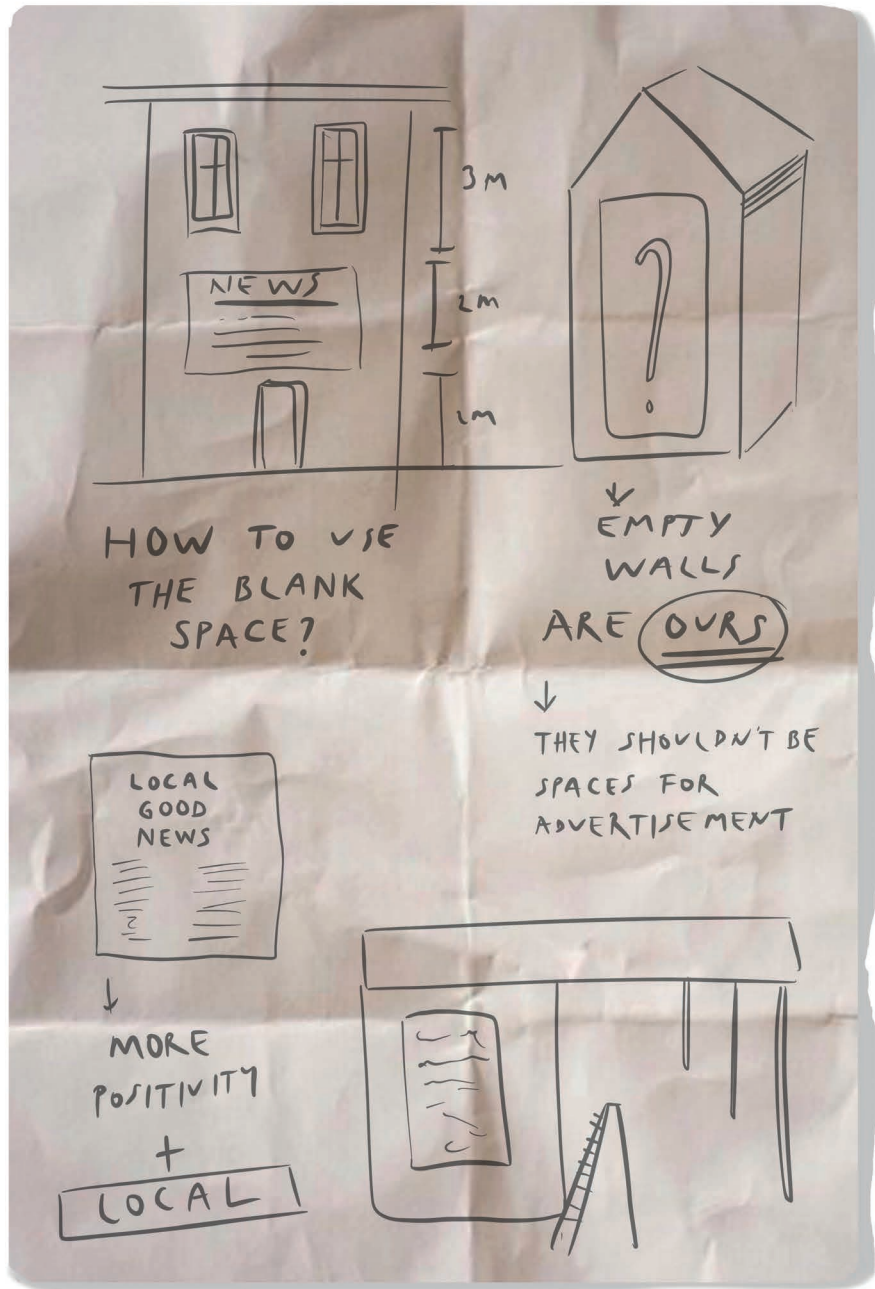 NEWS
3M
2M
HOW TO USE
THE BLANK
SPACE?
?
EMPTY
WALLS
ARE OURS
THEY SHOULDN'T BE
SPACES FOR
ADVERTISEMENT
LOCAL
GOOD
NEWS
MORE
POSITIVITY
+
LOCAL